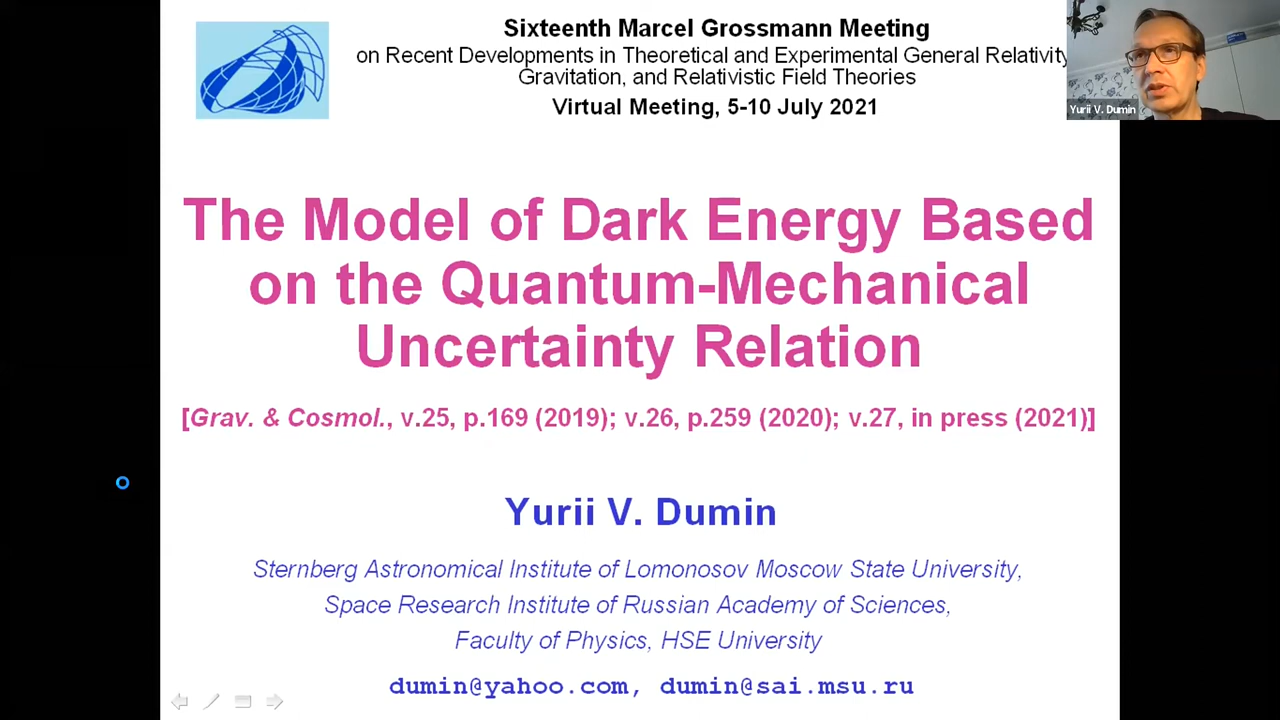 Sixteenth Marcel Grossmann Meeting
on Recent Developments in Theoretical and Experimental General Relativity
Gravitation, and Relativistic Field Theories
Virtual Meeting, 5-10 July 2021
Yurii V. Dumin
The Model of Dark Energy Based
on the Quantum-Mechanical
Uncertainty Relation
[Grav. & Cosmol., v.25, p.169 (2019); v.26, p.259 (2020); v.27, in press (2021)]
Yurii V. Dumin
Sternberg Astronomical Institute of Lomonosov Moscow State University,
Space Research Institute of Russian Academy of Sciences,
Faculty of Physics, HSE University
dumin@yahoo.com, dumin@sai.msu.ru